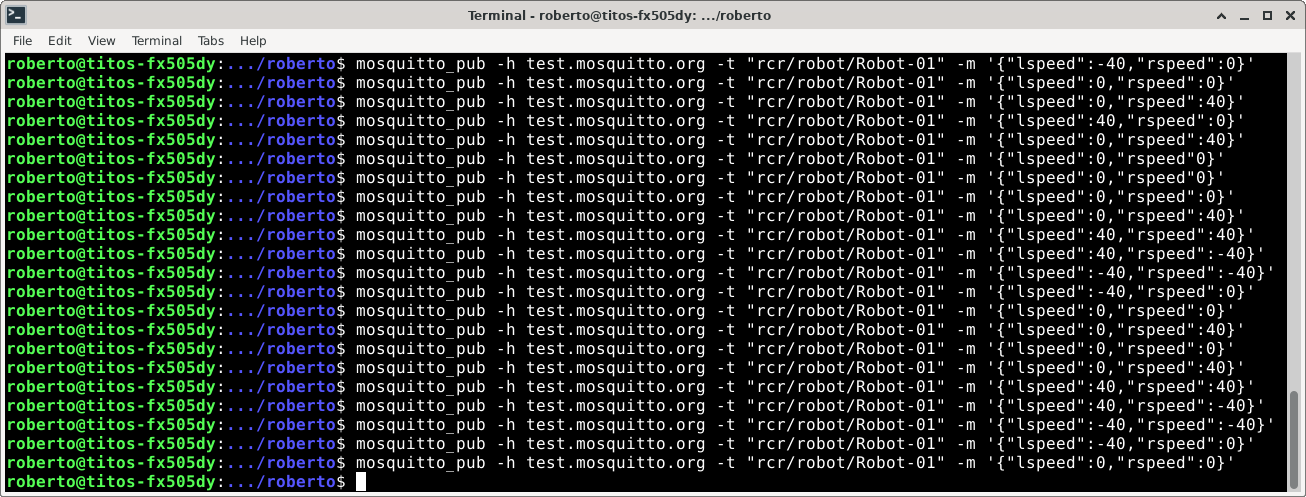 Terminal - roberto@titos-fx505dy: .../roberto
File Edit View Terminal Tabs Help
roberto@titos-fx505dy:.../roberto$ mosquitto_pub -h test.mosquitto.org -t "rcr/robot/Robot-01" -m '{"lspeed":-40,"rspeed":0}'
roberto@titos-fx505dy:.../roberto$ mosquitto_pub -h test.mosquitto.org -t "rcr/robot/Robot-01" -m '{"lspeed":0,"rspeed":0}'
roberto@titos-fx505dy:.../roberto$ mosquitto_pub -h test.mosquitto.org -t "rcr/robot/Robot-01" -m '{"lspeed":0,"rspeed":40}'
roberto@titos-fx505dy:.../roberto$ mosquitto_pub -h test.mosquitto.org -t "rcr/robot/Robot-01" -m '{"lspeed":40,"rspeed":0}'
roberto@titos-fx505dy:.../roberto$ mosquitto_pub -h test.mosquitto.org -t "rcr/robot/Robot-01" -m '{"lspeed":0,"rspeed":40}'
roberto@titos-fx505dy:.../roberto$ mosquitto_pub -h test.mosquitto.org -t "rcr/robot/Robot-01" -m '{"lspeed":0,"rspeed"0}'
roberto@titos-fx505dy:.../roberto$ mosquitto_pub -h test.mosquitto.org -t "rcr/robot/Robot-01" -m '{"lspeed":0,"rspeed"0}'
roberto@titos-fx505dy:.../roberto$ mosquitto_pub -h test.mosquitto.org -t "rcr/robot/Robot-01" -m '{"lspeed":0,"rspeed":0}'
roberto@titos-fx505dy:.../roberto$ mosquitto_pub -h test.mosquitto.org -t "rcr/robot/Robot-01" -m '{"lspeed":0,"rspeed":40}'
roberto@titos-fx505dy:.../roberto$ mosquitto_pub -h test.mosquitto.org -t "rcr/robot/Robot-01" -m '{"lspeed":40,"rspeed":40}'
roberto@titos-fx505dy:.../roberto$ mosquitto_pub -h test.mosquitto.org -t "rcr/robot/Robot-01" -m '{"lspeed":40,"rspeed":-40}'
roberto@titos-fx505dy:.../roberto$ mosquitto_pub -h test.mosquitto.org -t "rcr/robot/Robot-01" -m '{"lspeed":-40,"rspeed":-40}'
roberto@titos-fx505dy:.../roberto$ mosquitto_pub -h test.mosquitto.org -t "rcr/robot/Robot-01" -m '{"lspeed":-40,"rspeed":0}'
roberto@titos-fx505dy:.../roberto$ mosquitto_pub -h test.mosquitto.org -t "rcr/robot/Robot-01" -m '{"lspeed":0,"rspeed":0}'
roberto@titos-fx505dy:.../roberto$ mosquitto_pub -h test.mosquitto.org -t "rcr/robot/Robot-01" -m '{"lspeed":0,"rspeed":40}'
roberto@titos-fx505dy:.../roberto$ mosquitto_pub -h test.mosquitto.org -t "rcr/robot/Robot-01" -m '{"lspeed":0,"rspeed":0}'
roberto@titos-fx505dy:.../roberto$ mosquitto_pub -h test.mosquitto.org -t "rcr/robot/Robot-01" -m '{"lspeed":0,"rspeed":40}'
roberto@titos-fx505dy:.../roberto$ mosquitto_pub -h test.mosquitto.org -t "rcr/robot/Robot-01" -m '{"lspeed":40,"rspeed":40}'
roberto@titos-fx505dy:.../roberto$ mosquitto_pub -h test.mosquitto.org -t "rcr/robot/Robot-01" -m '{"lspeed":40,"rspeed":-40}'
roberto@titos-fx505dy:.../roberto$ mosquitto_pub -h test.mosquitto.org -t "rcr/robot/Robot-01" -m '{"lspeed":-40,"rspeed":-40}'
roberto@titos-fx505dy:.../roberto$ mosquitto_pub -h test.mosquitto.org -t "rcr/robot/Robot-01" -m '{"lspeed":-40,"rspeed":0}'
roberto@titos-fx505dy:.../roberto$ mosquitto_pub -h test.mosquitto.org -t "rcr/robot/Robot-01" -m '{"lspeed":0,"rspeed":0}'
roberto@titos-fx505dy:.../roberto$